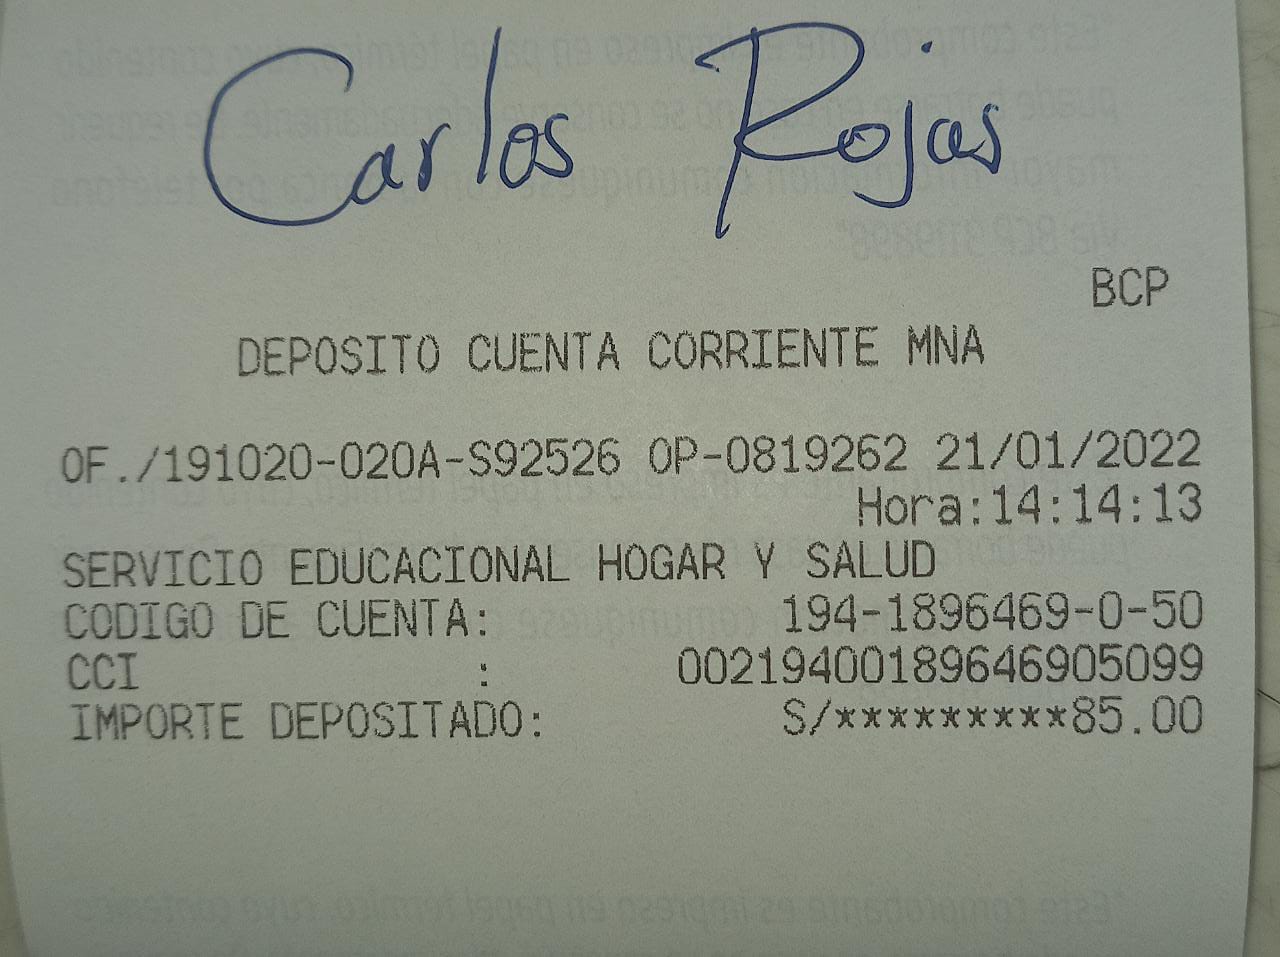 Carlos Rojas
BCP
DEPOSITO CUENTA CORRIENTE MNA
OF./191020-020A-S92526 OP-0819262 21/01/2022
Hora:14:14:13
SERVICIO EDUCACIONAL HOGAR Y SALUD
CODIGO DE CUENTA: 194-1896469-0-50
CCI : 00219400189646905099
IMPORTE DEPOSITADO: S/*********85.00